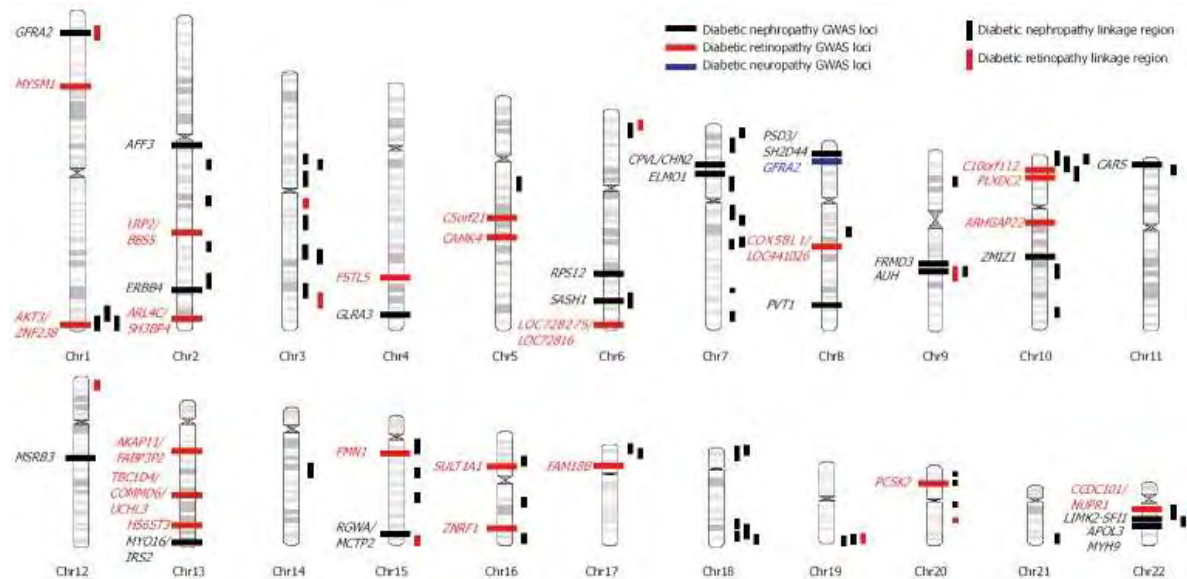 GFRA2
MYSM1
AKT3/
ZNF238
Chr1
AFF3
LRP2/
BBS5
ERBB4
ARL4C/
SH3BP4
Chr2
Chr3
FSTL5
GLRA3
Chr4
C5orf21
CAMK4
Chr5
RPS12
SASH1
LOC728275/
LOC72816
Chr6
Diabetic nephropathy GWAS loci
Diabetic retinopathy GWAS loci
Diabetic neuropathy GWAS loci
Diabetic nephropathy linkage region
Diabetic retinopathy linkage region
CPVL/CHN2
ELMO1
Chr7
PSD3/
SH2D44
GFRA2
COX5BL1/
LOC441026
PVT1
Chr8
FRMD3
AUH
Chr9
C10orf112
PLXDC2
ARHGAP22
ZMIZ1
Chr10
CARS
Chr11
MSRB3
Chr12
AKAP11/
FABP3P2
TBC1D4/
COMMD6/
UCHL3
HS6ST3
MYO16/
IRS2
Chr13
Chr14
FMN1
RGWA/
MCTP2
Chr15
SULT1A1
ZNRF1
Chr16
FAM18B
Chr17
Chr18
Chr19
PCSK2
Chr20
Chr21
CCDC101/
NUPR1
LIMK2-SFI1
APOL3
MYH9
Chr22